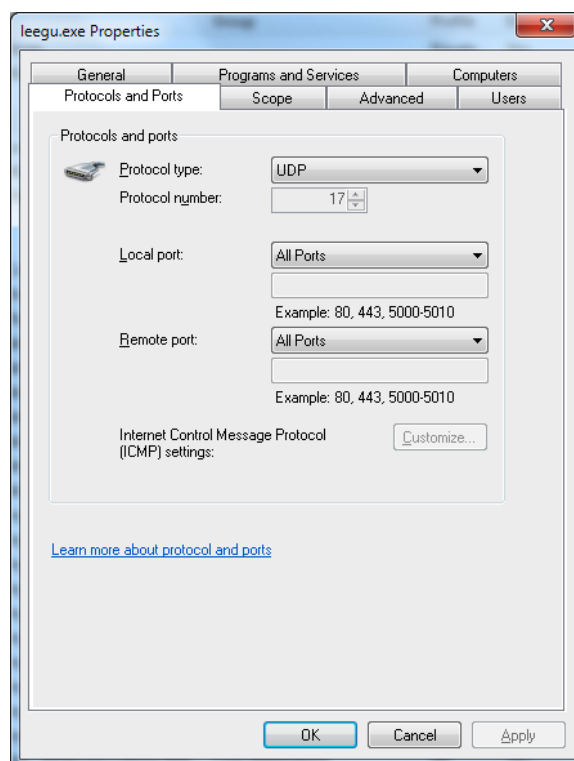 leegu.exe Properties
General Programs and Services Computers
Protocols and Ports Scope Advanced Users
Protocols and ports
Protocol type: UDP
Protocol number: 17
Local port: All Ports
Example: 80, 443, 5000-5010
Remote port: All Ports
Example: 80, 443, 5000-5010
Internet Control Message Protocol Customize...
(ICMP) settings:
Learn more about protocol and ports
OK Cancel Apply